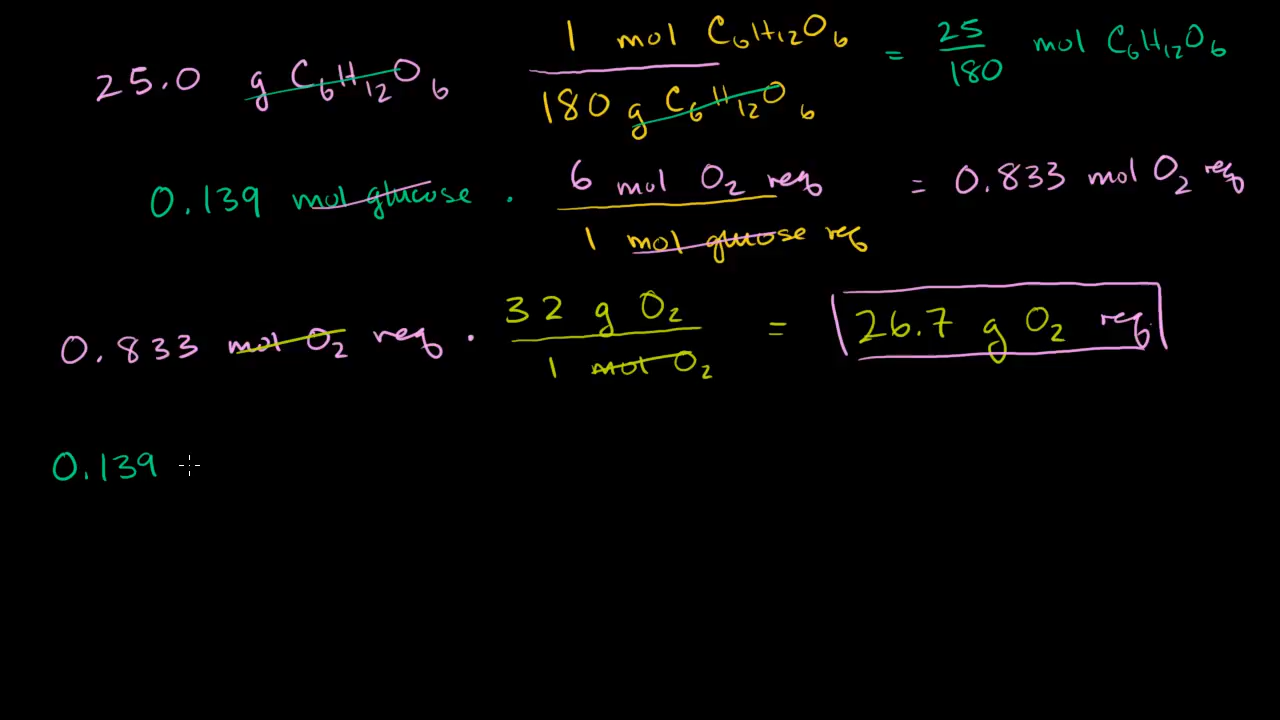 25.0 g C6H12O6 1 mol C6H12O6 / 180 g C6H12O6 = 25/180 mol C6H12O6
0.139 mol glucose · 6 mol O2 req / 1 mol glucose req = 0.833 mol O2 req
0.833 mol O2 req · 32 g O2 / 1 mol O2 = 26.7 g O2 req
0.139